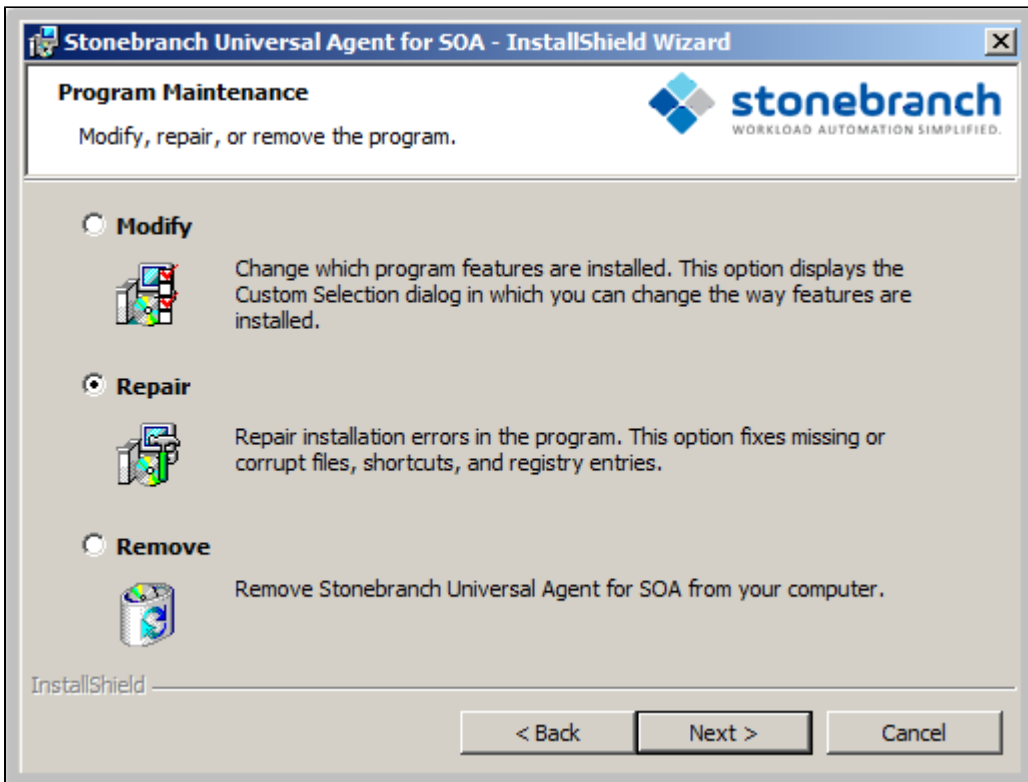 Stonebranch Universal Agent for SOA - InstallShield Wizard
Program Maintenance
Modify, repair, or remove the program.
stonebranch
WORKLOAD AUTOMATION SIMPLIFIED.
Modify
Change which program features are installed. This option displays the
Custom Selection dialog in which you can change the way features are
installed.
Repair
Repair installation errors in the program. This option fixes missing or
corrupt files, shortcuts, and registry entries.
Remove
Remove Stonebranch Universal Agent for SOA from your computer.
InstallShield
< Back
Next >
Cancel